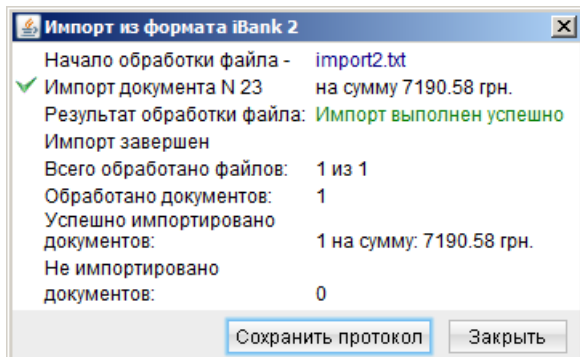 Импорт из формата iBank 2
Начало обработки файла - import2.txt
Импорт документа N 23 на сумму 7190.58 грн.
Результат обработки файла: Импорт выполнен успешно
Импорт завершен
Всего обработано файлов: 1 из 1
Обработано документов: 1
Успешно импортировано
документов: 1 на сумму: 7190.58 грн.
Не импортировано
документов: 0
Сохранить протокол Закрыть